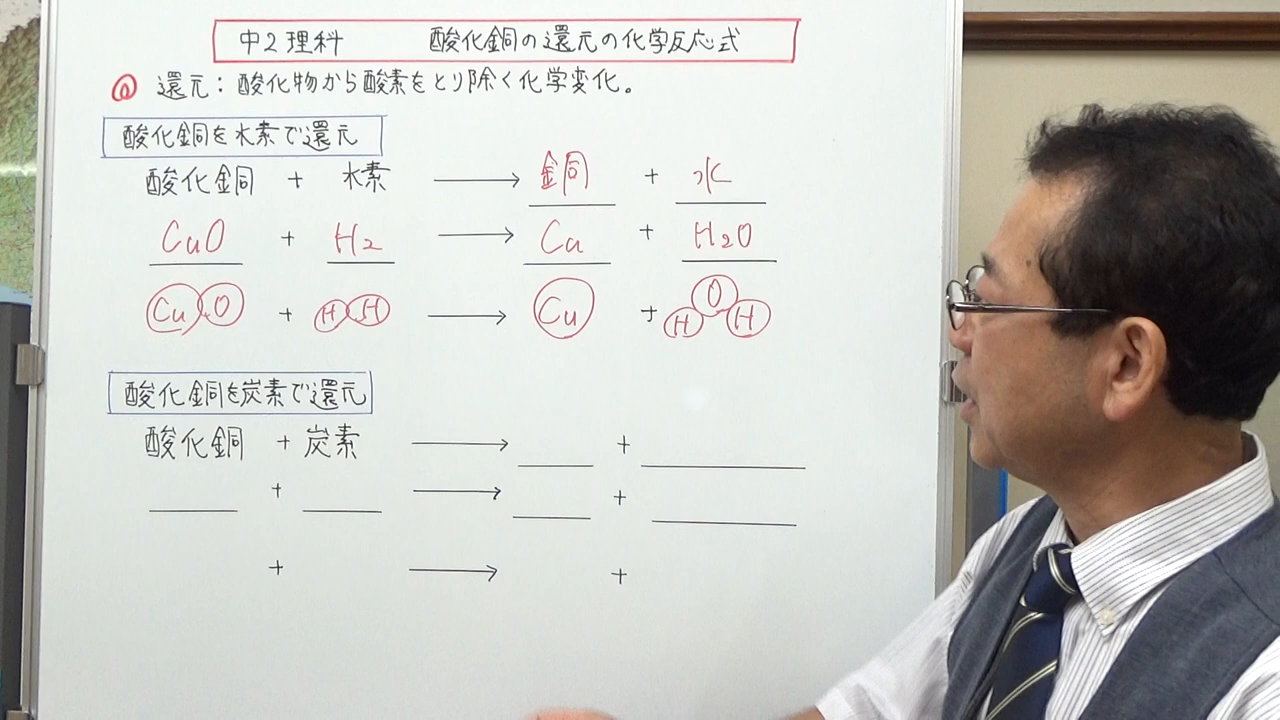 中2理科 酸化銅の還元の化学反応式
◎ 還元：酸化物から酸素をとり除く化学変化。
酸化銅を水素で還元
酸化銅 + 水素 → 銅 + 水
CuO + H2 → Cu + H2O
Cu O + H H → Cu + H O H
酸化銅を炭素で還元
酸化銅 + 炭素 → +
+ → +
+ → +